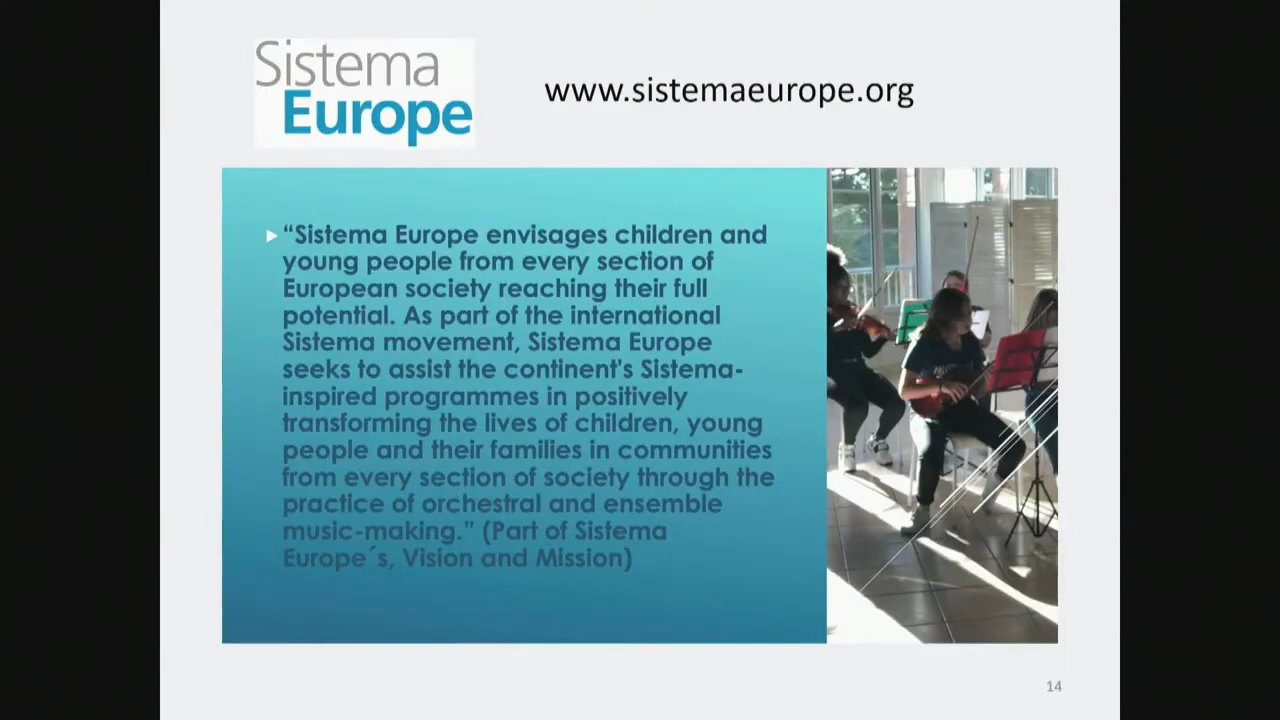 Sistema
Europe
www.sistemaeurope.org
“Sistema Europe envisages children and
young people from every section of
European society reaching their full
potential. As part of the international
Sistema movement, Sistema Europe
seeks to assist the continent's Sistema-
inspired programmes in positively
transforming the lives of children, young
people and their families in communities
from every section of society through the
practice of orchestral and ensemble
music-making." (Part of Sistema
Europe´s, Vision and Mission)
14